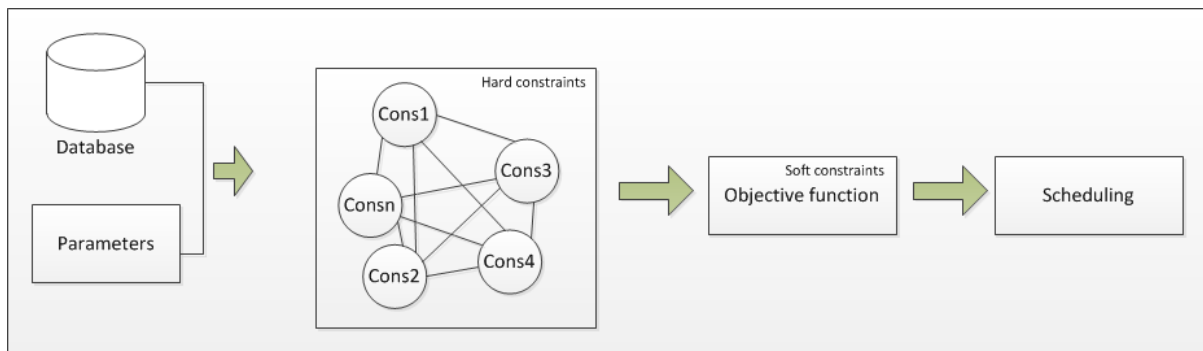 Database
Parameters
Hard constraints
Cons1
Cons3
Consn
Cons4
Cons2
Soft constraints
Objective function
Scheduling